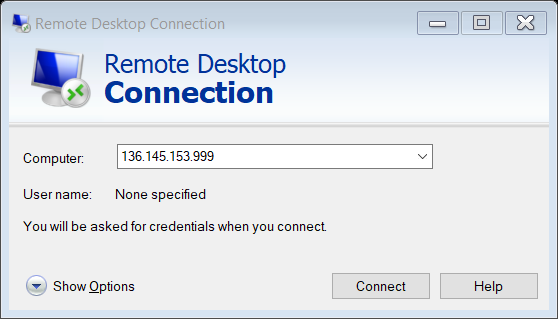 Remote Desktop Connection
Remote Desktop
Connection
Computer: 136.145.153.999
User name: None specified
You will be asked for credentials when you connect.
Show Options Connect Help